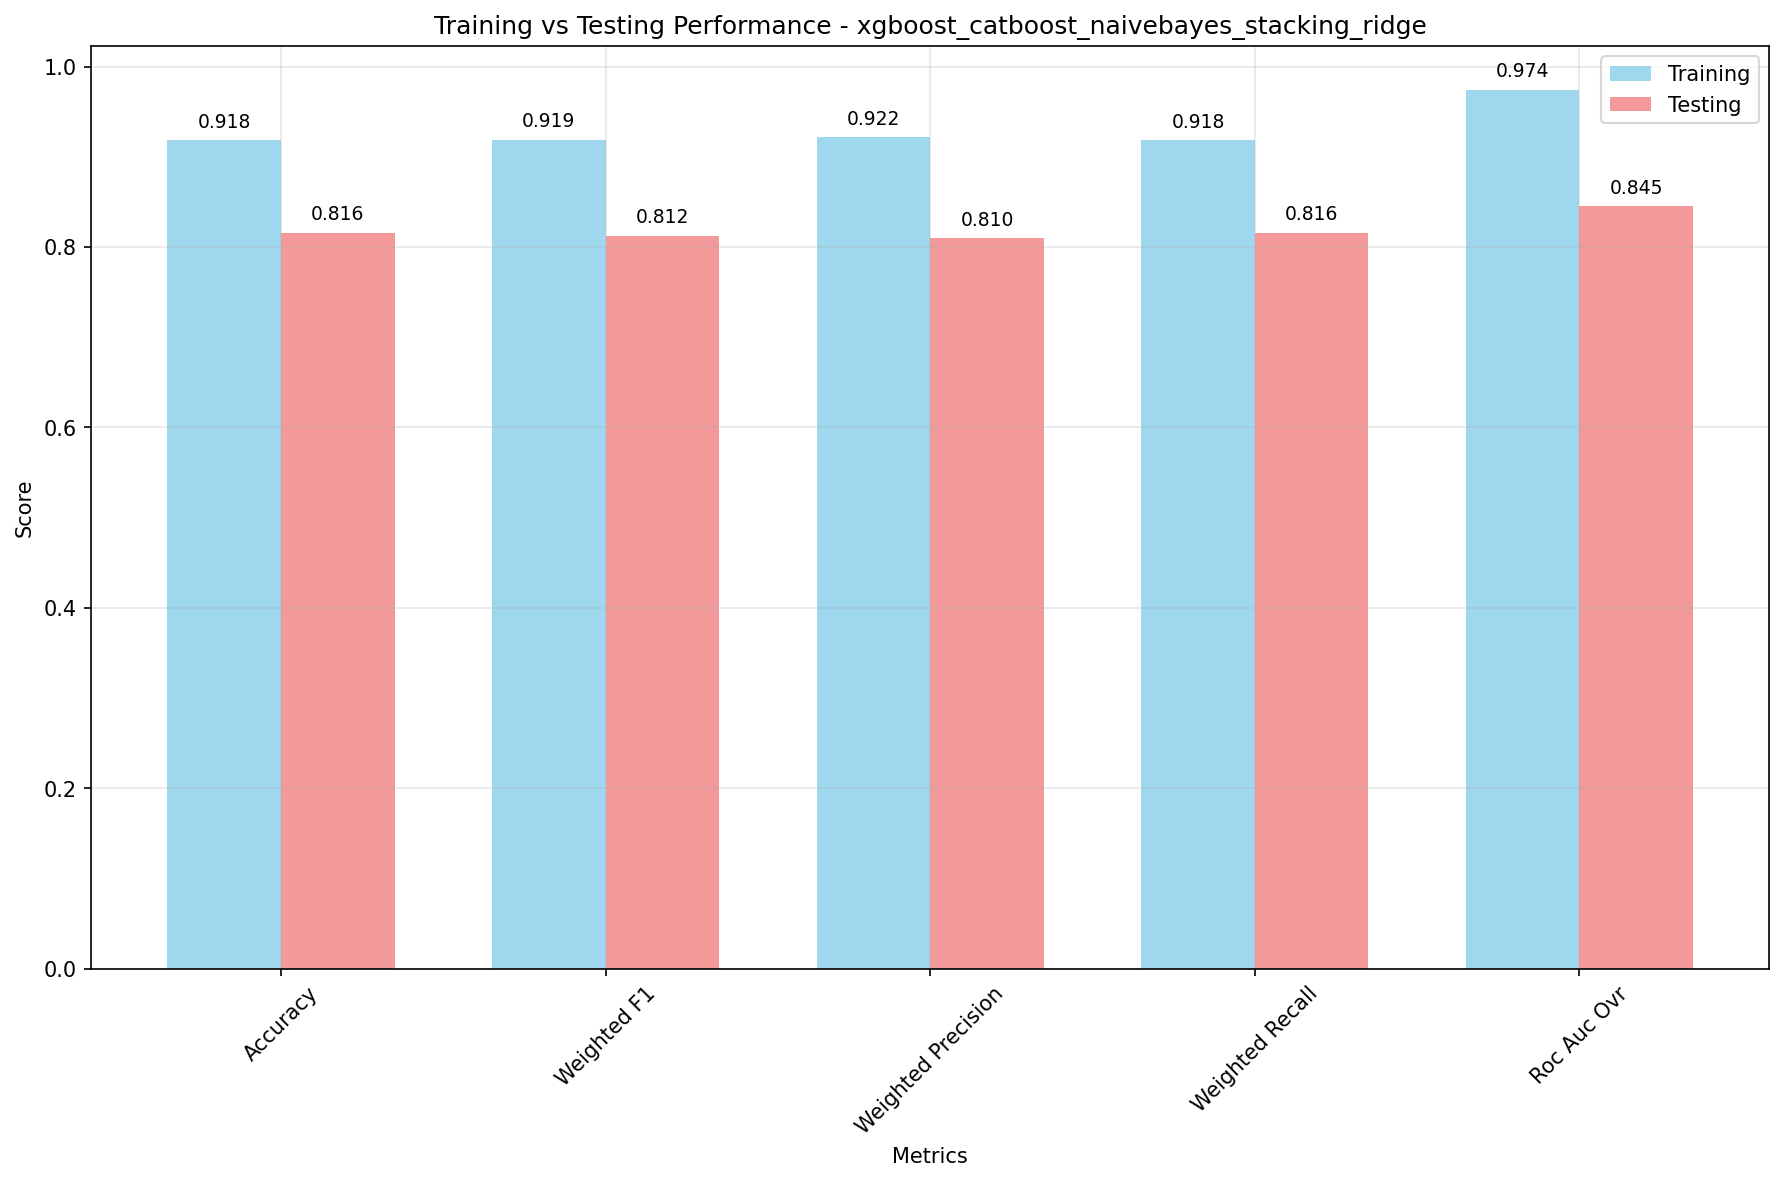 Training vs Testing Performance - xgboost_catboost_naivebayes_stacking_ridge
Training
Testing
0.918
0.919
0.922
0.918
0.974
0.816
0.812
0.810
0.816
0.845
1.0
0.8
0.6
0.4
0.2
0.0
Score
Accuracy
Weighted F1
Weighted Precision
Weighted Recall
Roc Auc Ovr
Metrics